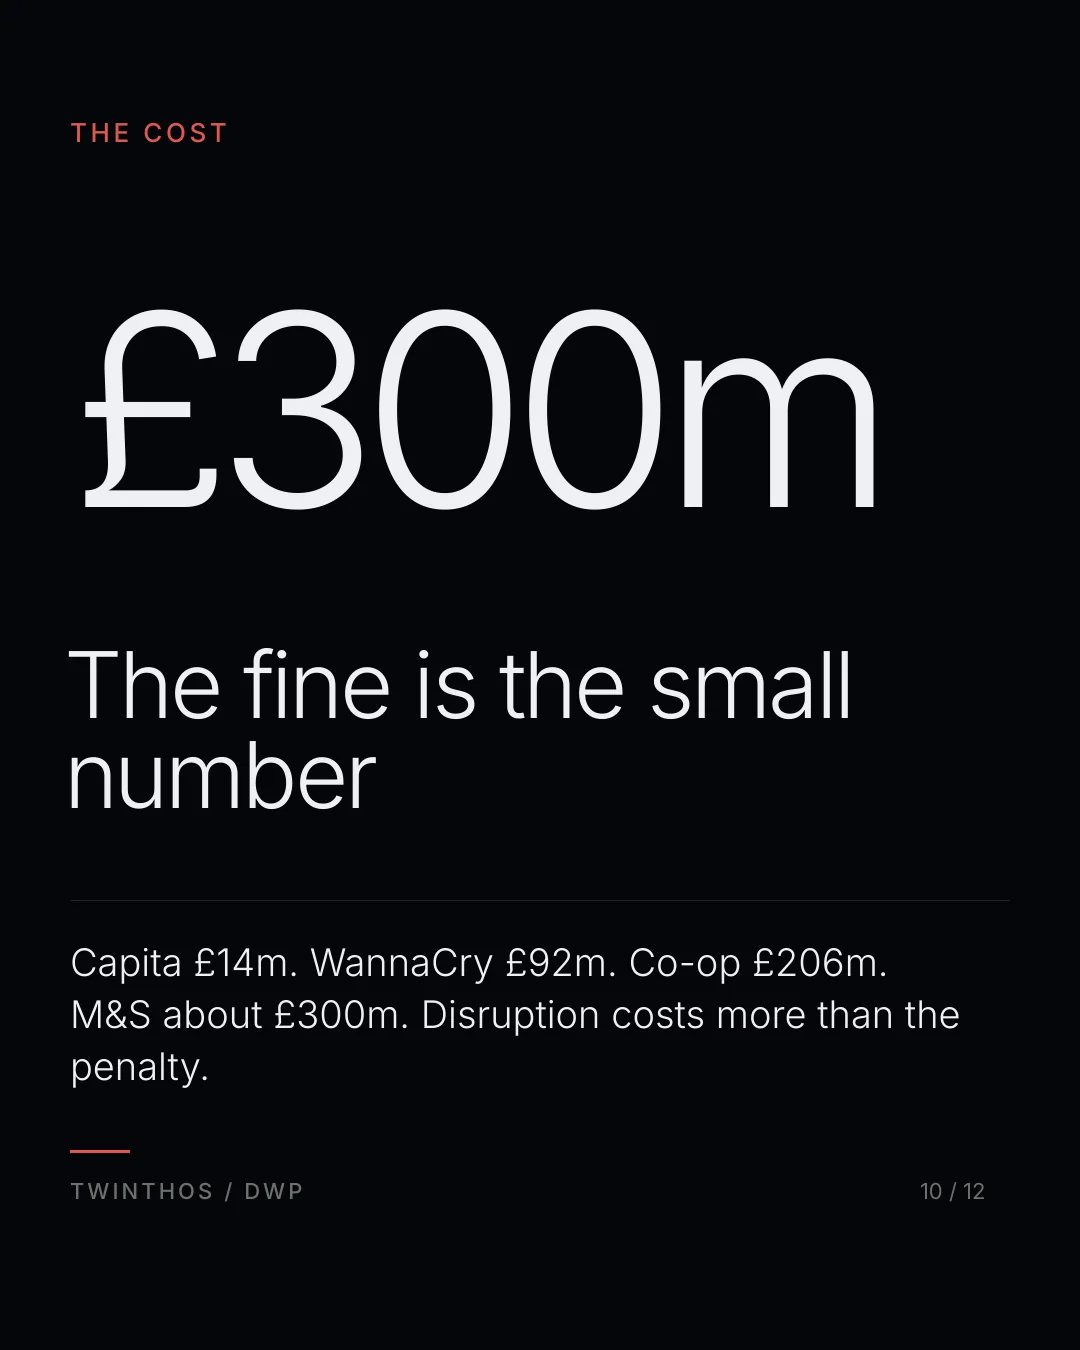 THE COST
£300m
The fine is the small
number
Capita £14m. WannaCry £92m. Co-op £206m.
M&S about £300m. Disruption costs more than the
penalty.
TWINTHOS / DWP
10 / 12